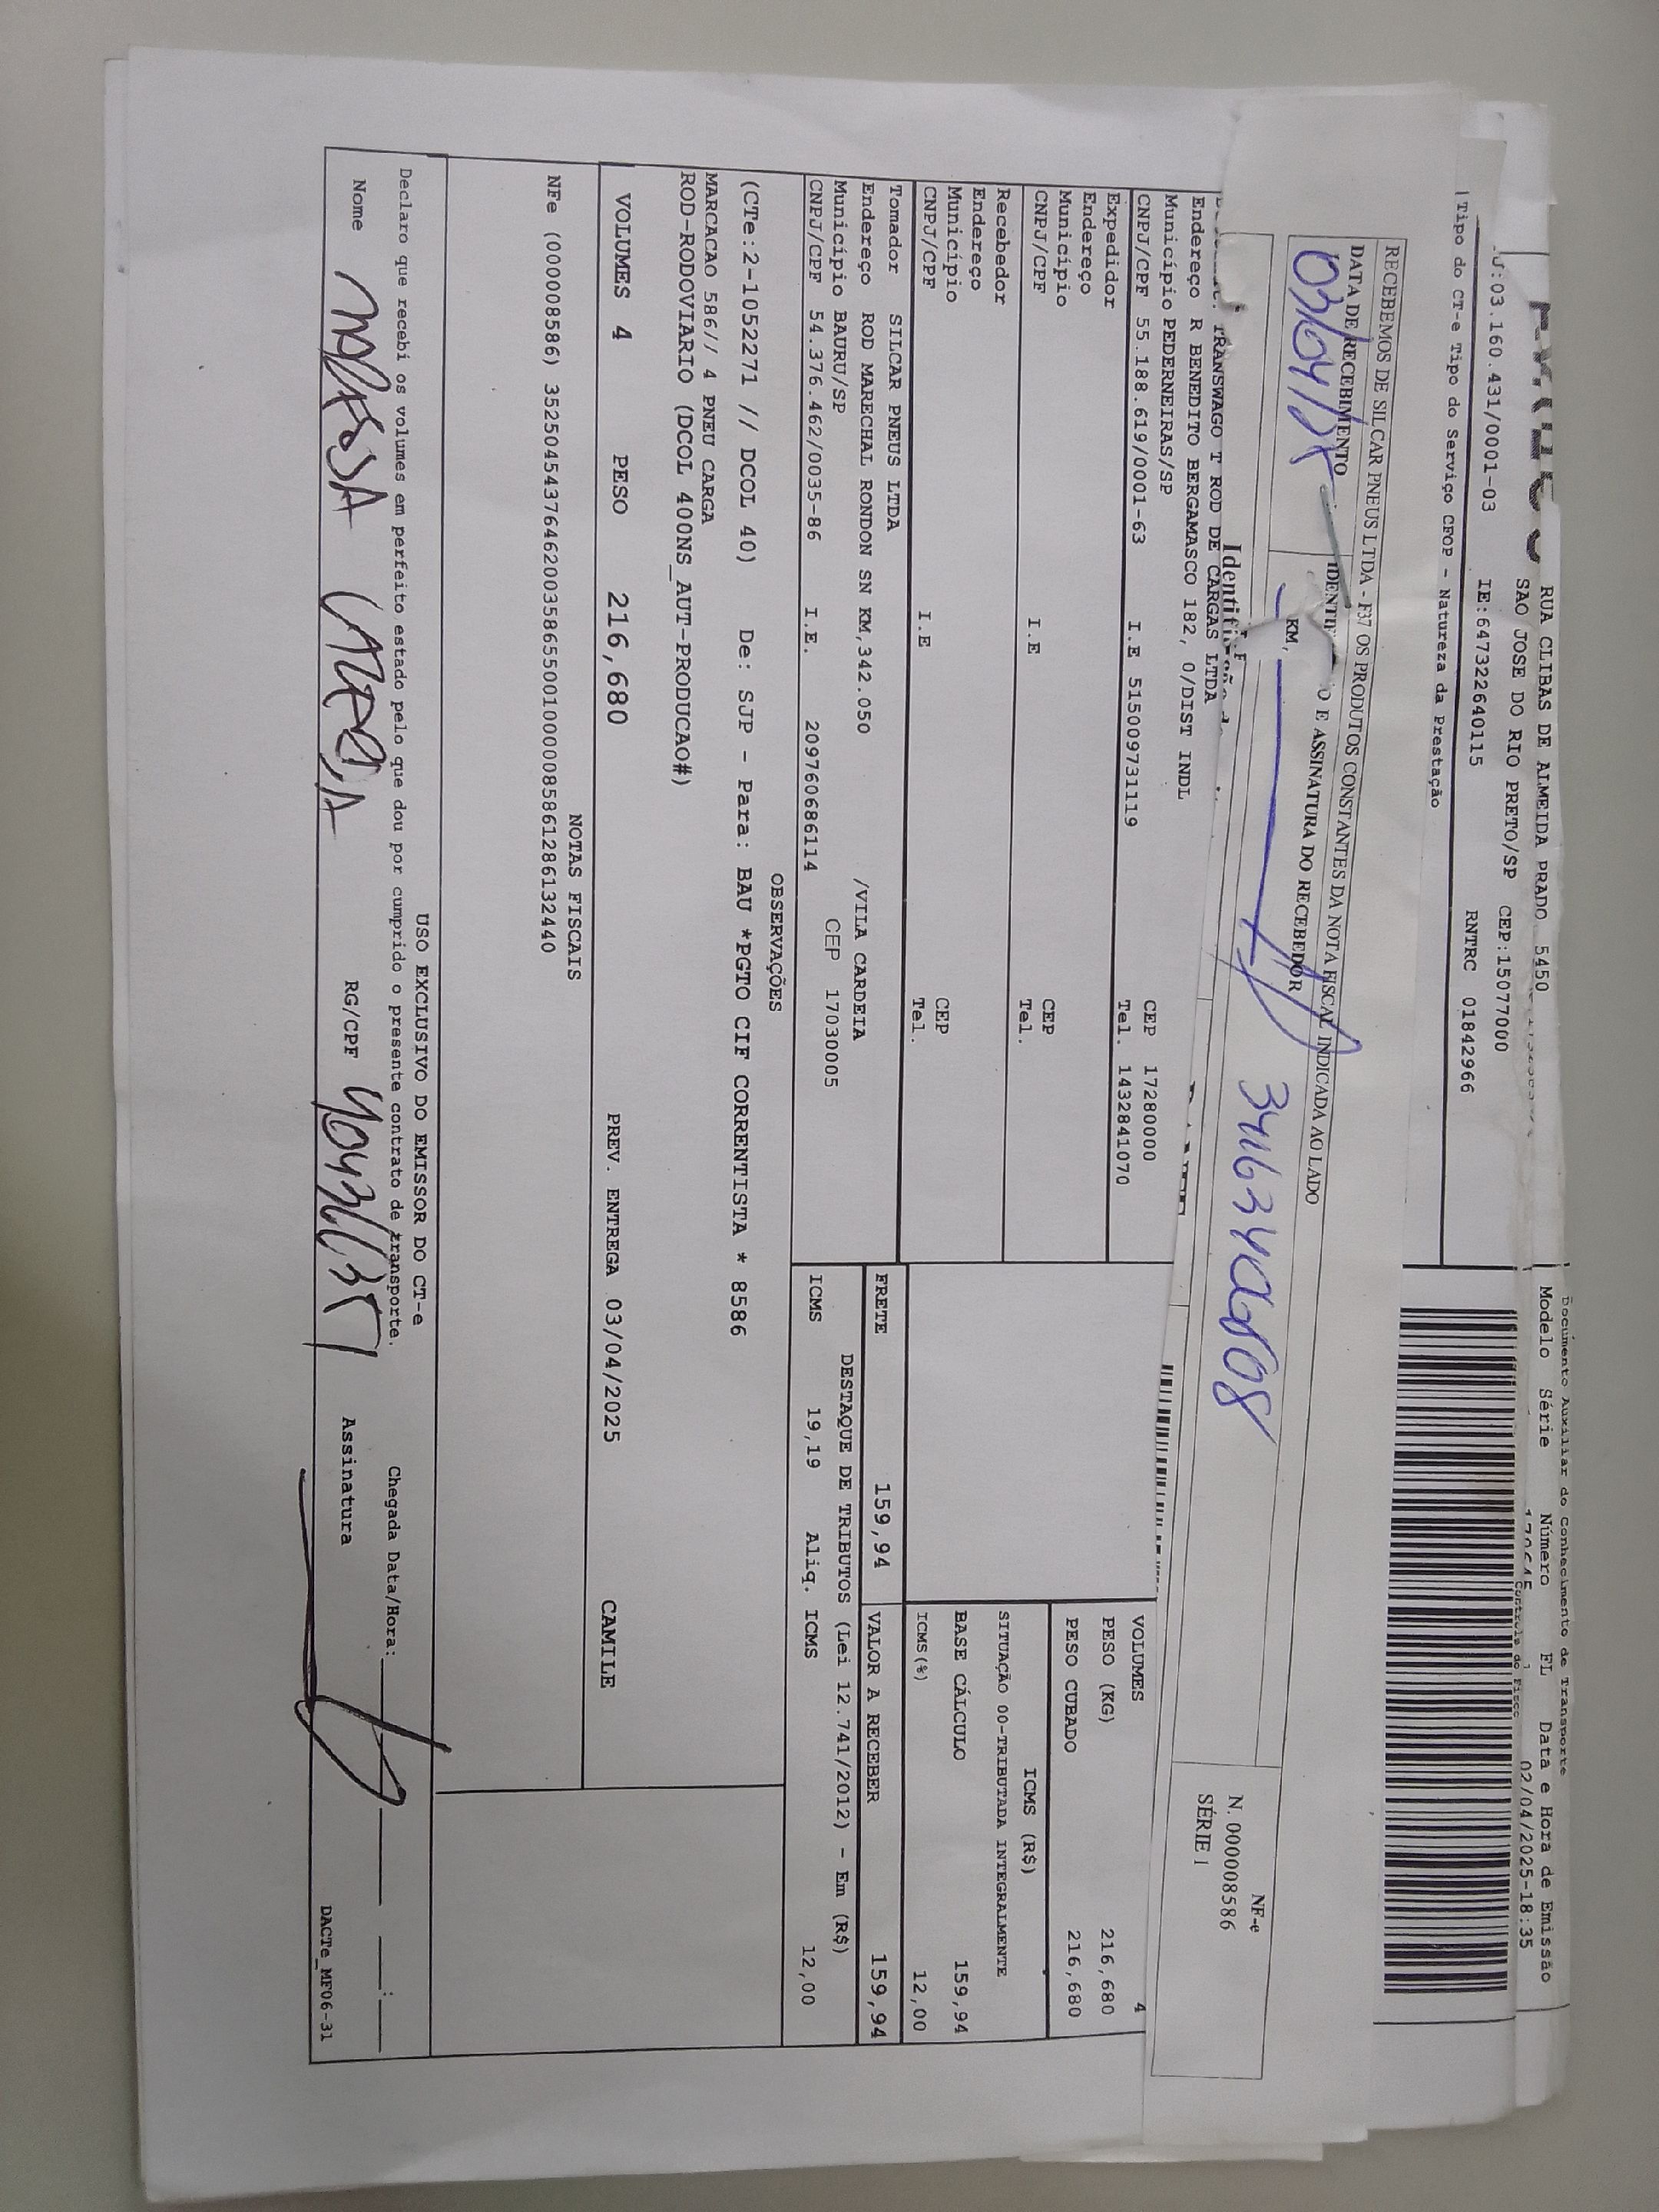 RUA CLIBAS DE ALMEIDA PRADO 5450
SAO JOSE DO RIO PRETO/SP CEP:15077000
:03.160.431/0001-03 IE:647322640115 RNTRC 01842966
Tipo do CT-e Tipo do Serviço CFOP - Natureza da Prestação
Documento Auxiliar do Conhecimento de Transporte
Modelo Série Número FL Data e Hora de Emissão
02/04/2025-18:35
Controle do Fisco
RECEBEMOS DE SILCAR PNEUS LTDA - F37 OS PRODUTOS CONSTANTES DA NOTA FISCAL INDICADA AO LADO
DATA DE RECEBIMENTO
E ASSINATURA DO RECEBEDOR
KM,
NF-e
N. 000008586
SÉRIE 1
TRANSWAGO T ROD DE CARGAS LTDA
Endereço R BENEDITO BERGAMASCO 182, 0/DIST INDL
Município PEDERNEIRAS/SP CEP 17280000
CNPJ/CPF 55.188.619/0001-63 I.E 515009731119 Tel. 1432841070
Expedidor
Endereço
Município CEP
CNPJ/CPF I.E Tel.
Recebedor
Endereço
Município CEP
CNPJ/CPF I.E Tel.
Tomador SILCAR PNEUS LTDA
Endereço ROD MARECHAL RONDON SN KM,342.050 /VILA CARDEIA
Município BAURU/SP CEP 17030005
CNPJ/CPF 54.376.462/0035-86 I.E. 209760686114
VOLUMES 4
PESO (KG) 216,680
PESO CUBADO 216,680
ICMS (R$)
SITUAÇÃO 00-TRIBUTADA INTEGRALMENTE
BASE CÁLCULO 159,94
ICMS(%) 12,00
FRETE 159,94 VALOR A RECEBER 159,94
DESTAQUE DE TRIBUTOS (Lei 12.741/2012) - Em (R$)
ICMS 19,19 Aliq. ICMS 12,00
OBSERVAÇÕES
(CTe:2-1052271 // DCOL 40) De: SJP - Para: BAU *PGTO CIF CORRENTISTA * 8586
MARCACAO 586// 4 PNEU CARGA
ROD-RODOVIARIO (DCOL 400NS_AUT-PRODUCAO#)
VOLUMES 4 PESO 216,680 PREV. ENTREGA 03/04/2025 CAMILE
NOTAS FISCAIS
NFe (000008586) 35250454376462003586550010000085861286132440
USO EXCLUSIVO DO EMISSOR DO CT-e
Declaro que recebi os volumes em perfeito estado pelo que dou por cumprido o presente contrato de transporte. Chegada Data/Hora:
Nome RG/CPF Assinatura
DACTe_MF06-31